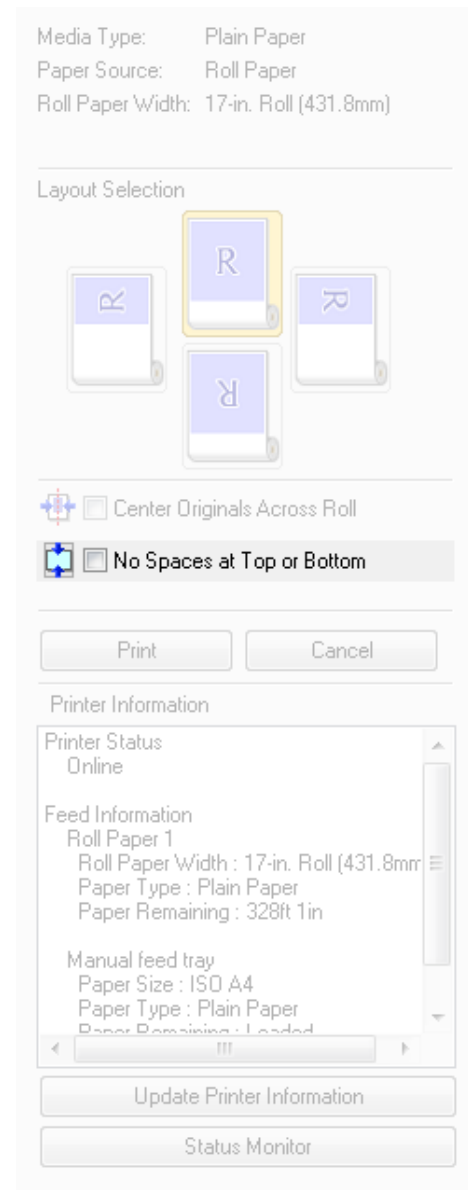 Media Type: Plain Paper
Paper Source: Roll Paper
Roll Paper Width: 17-in. Roll (431.8mm)
Layout Selection
R
R R
R
Center Originals Across Roll
No Spaces at Top or Bottom
Print Cancel
Printer Information
Printer Status
Online
Feed Information
Roll Paper 1
Roll Paper Width : 17-in. Roll (431.8mm
Paper Type : Plain Paper
Paper Remaining : 328ft 1in
Manual feed tray
Paper Size : ISO A4
Paper Type : Plain Paper
Paper Remaining : Loaded
Update Printer Information
Status Monitor